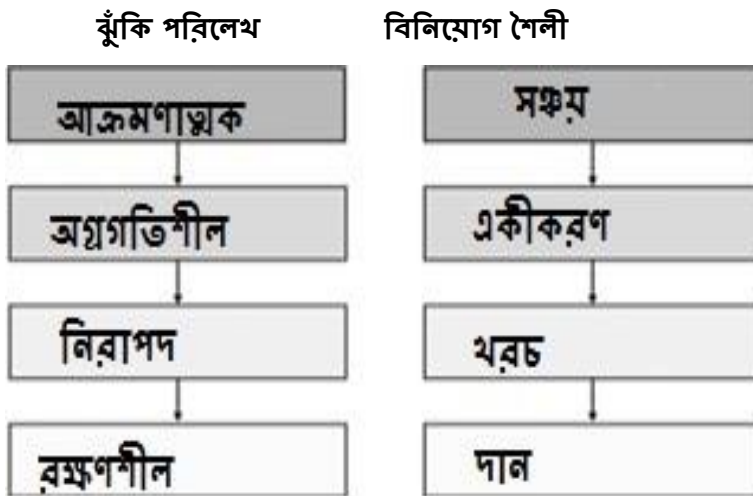 ঝুঁকি পরিলেখ
বিনিয়োগ শৈলী
আক্রমণাত্মক
সঞ্চয়
অগ্রগতিশীল
একীকরণ
নিরাপদ
খরচ
রক্ষণশীল
দান